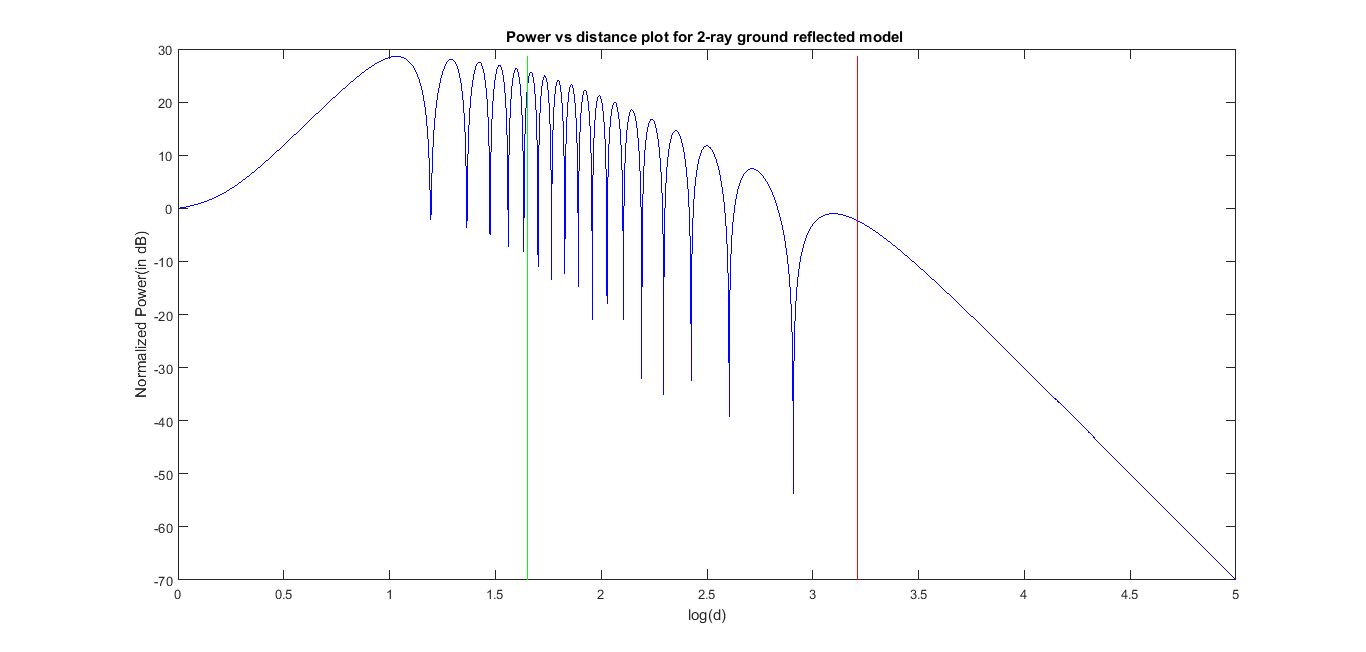 Power vs distance plot for 2-ray ground reflected model
30
20
10
0
-10
-20
-30
-40
-50
-60
-70
Normalized Power(in dB)
0 0.5 1 1.5 2 2.5 3 3.5 4 4.5 5
log(d)